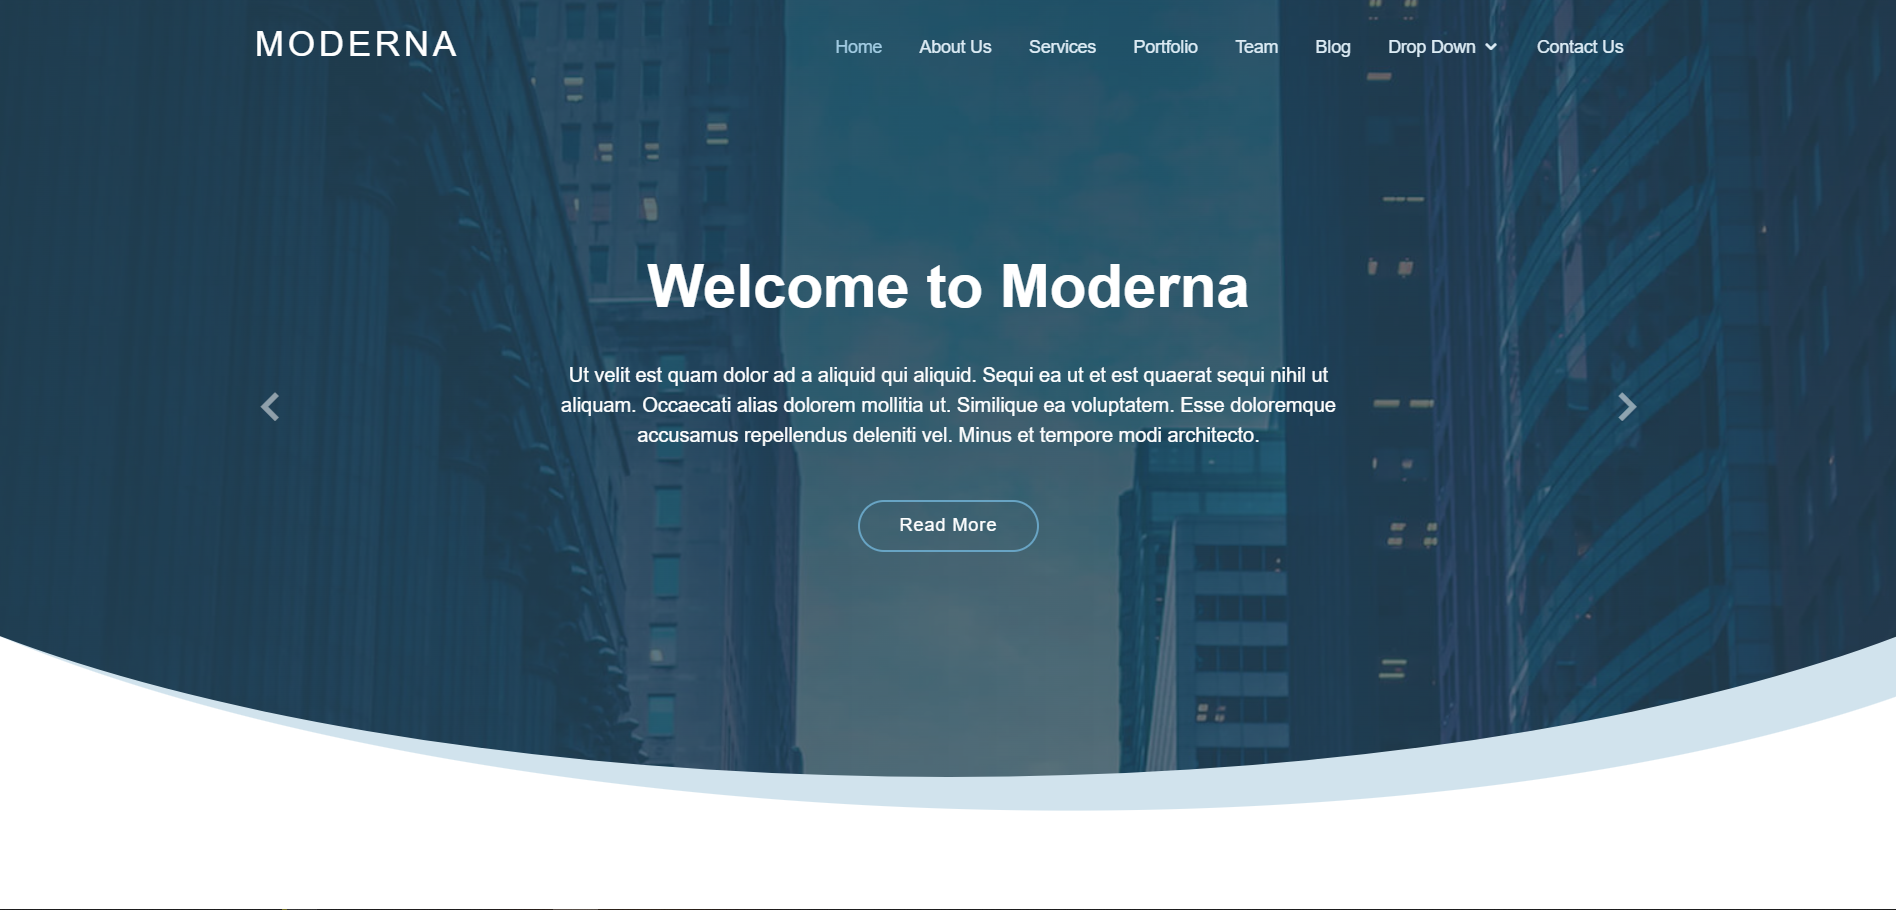 MODERNA
Home About Us Services Portfolio Team Blog Drop Down Contact Us
Welcome to Moderna
Ut velit est quam dolor ad a aliquid qui aliquid. Sequi ea ut et est quaerat sequi nihil ut
aliquam. Occaecati alias dolorem mollitia ut. Similique ea voluptatem. Esse doloremque
accusamus repellendus deleniti vel. Minus et tempore modi architecto.
Read More